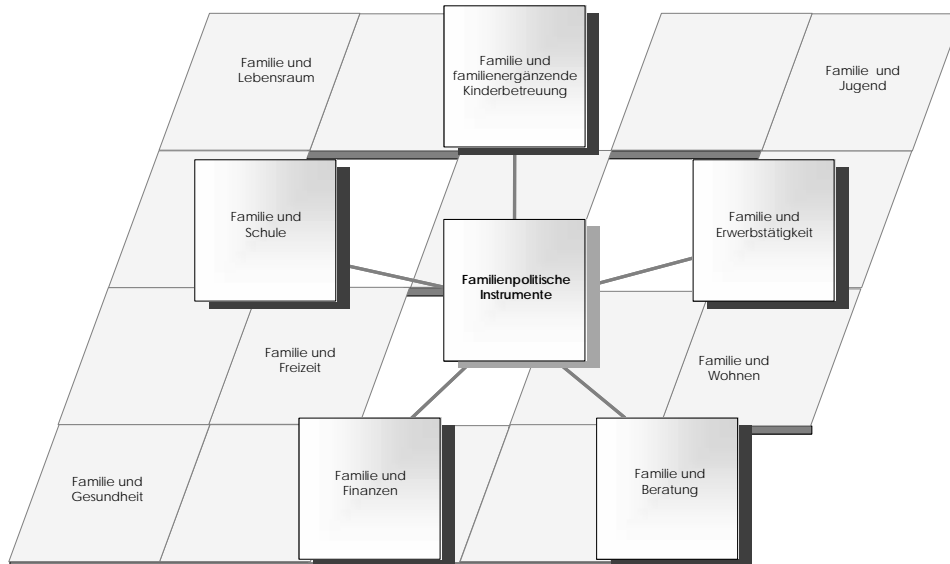 Familie und
Lebensraum
Familie und
familienergänzende
Kinderbetreuung
Familie und
Jugend
Familie und
Schule
Familie und
Erwerbstätigkeit
Familienpolitische
Instrumente
Familie und
Freizeit
Familie und
Wohnen
Familie und
Gesundheit
Familie und
Finanzen
Familie und
Beratung